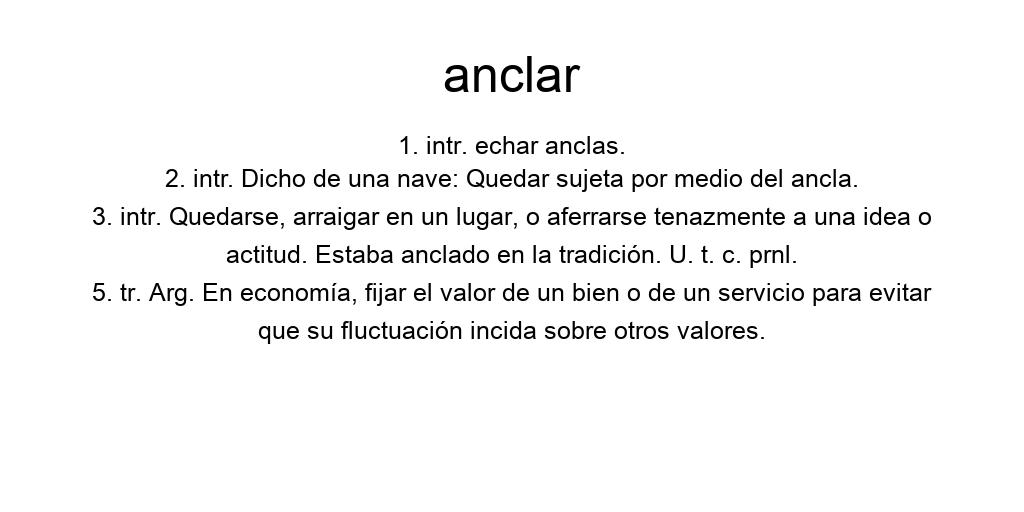 anclar
1. intr. echar anclas.
2. intr. Dicho de una nave: Quedar sujeta por medio del ancla.
3. intr. Quedarse, arraigar en un lugar, o aferrarse tenazmente a una idea o
actitud. Estaba anclado en la tradición. U. t. c. prnl.
5. tr. Arg. En economía, fijar el valor de un bien o de un servicio para evitar
que su fluctuación incida sobre otros valores.